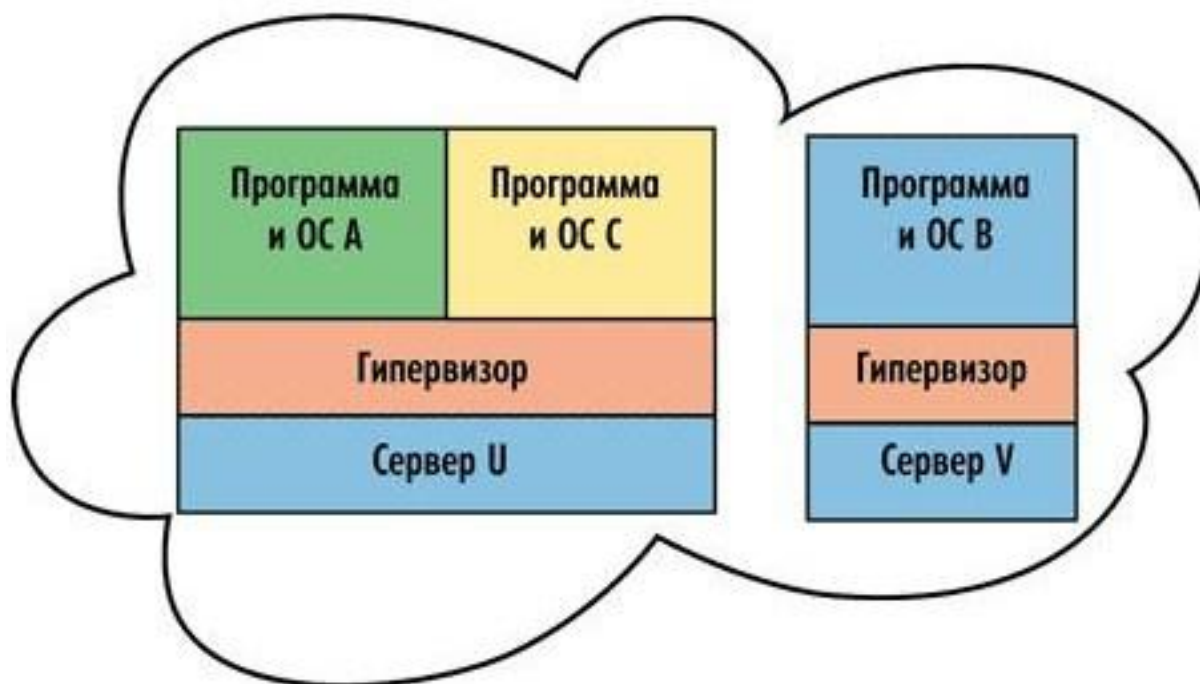 Программа
и ОС А
Программа
и ОС С
Гипервизор
Сервер U
Программа
и ОС В
Гипервизор
Сервер V